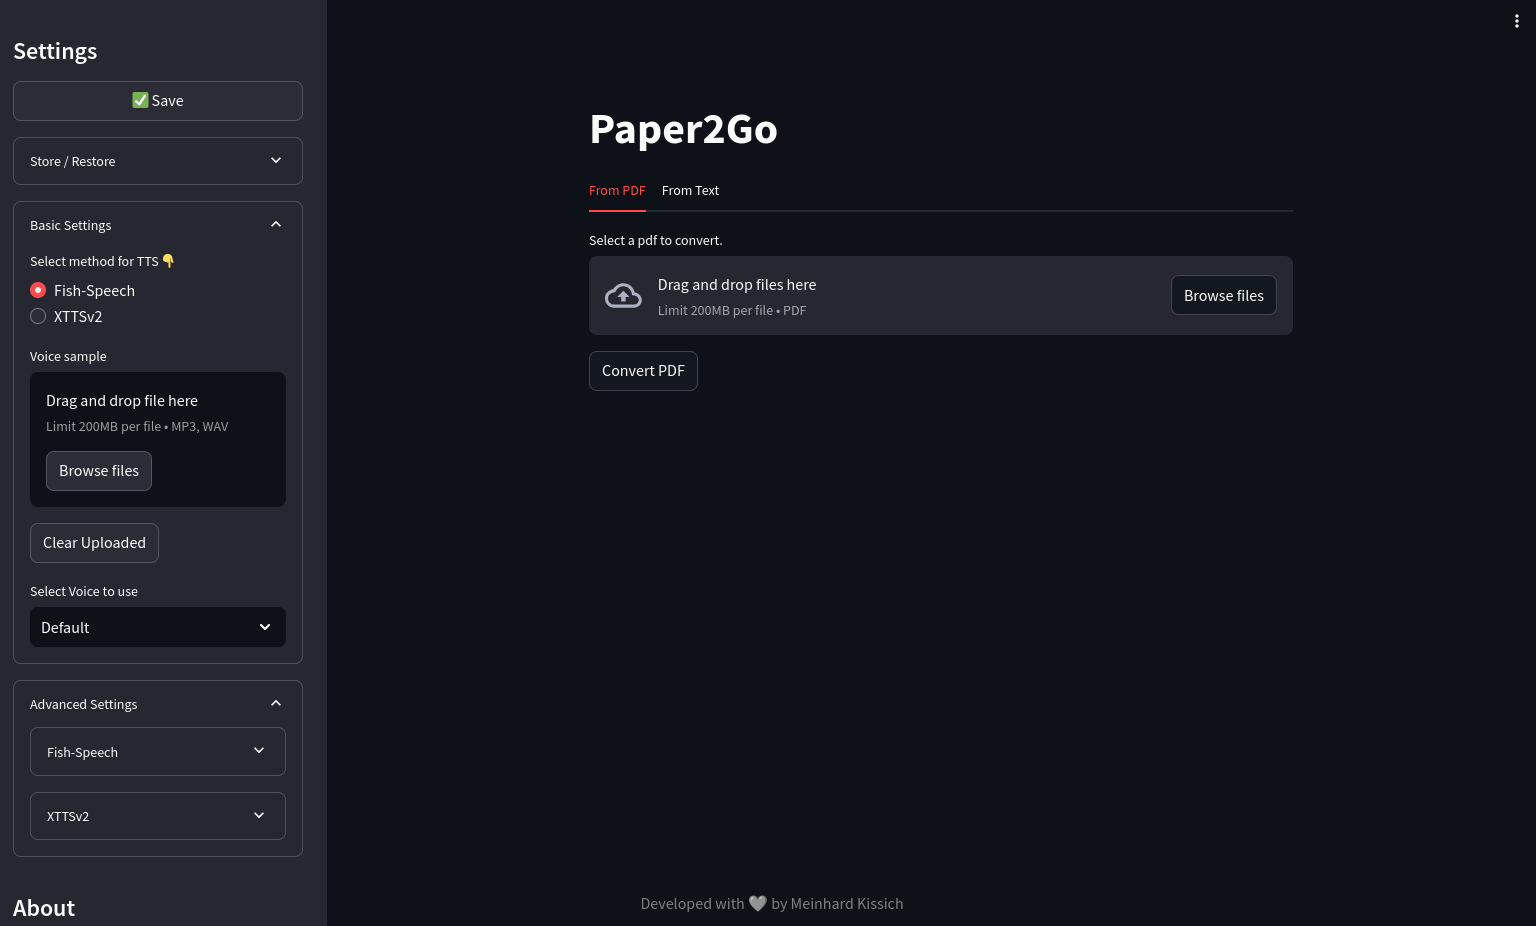 Settings
✅ Save
Store / Restore
Basic Settings
Select method for TTS 👇
Fish-Speech
XTTSv2
Voice sample
Drag and drop file here
Limit 200MB per file • MP3, WAV
Browse files
Clear Uploaded
Select Voice to use
Default
Advanced Settings
Fish-Speech
XTTSv2
About
Paper2Go
From PDF From Text
Select a pdf to convert.
Drag and drop files here
Limit 200MB per file • PDF
Browse files
Convert PDF
Developed with 🩶 by Meinhard Kissich